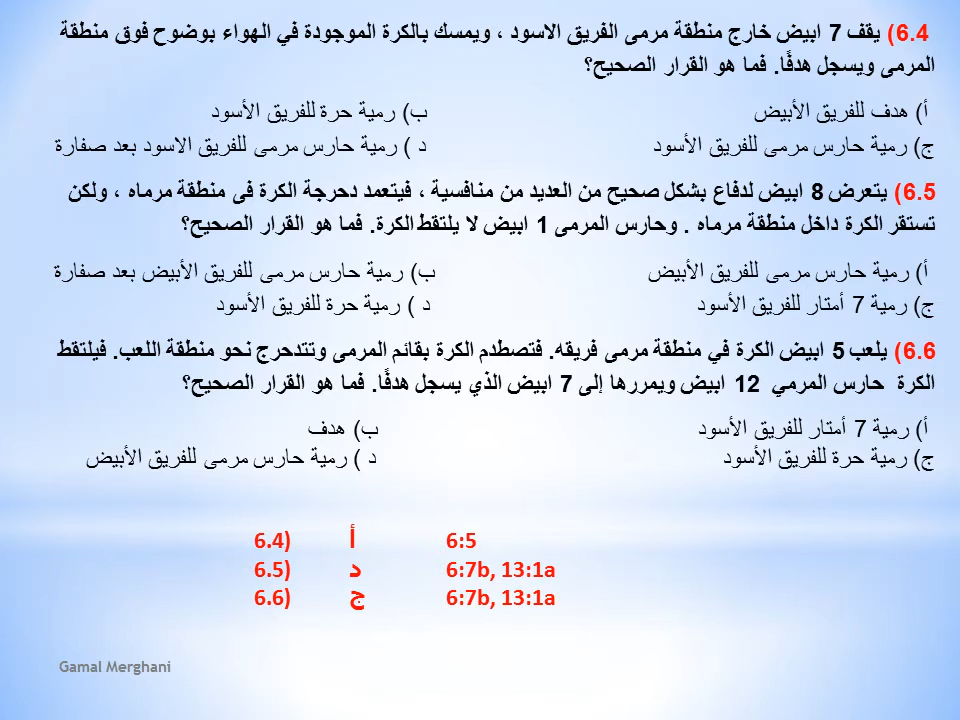 6.4) يقف 7 ابيض خارج منطقة مرمى الفريق الاسود ، ويمسك بالكرة الموجودة في الهواء بوضوح فوق منطقة
المرمى ويسجل هدفًا. فما هو القرار الصحيح؟
أ) هدف للفريق الأبيض ب) رمية حرة للفريق الأسود
ج) رمية حارس مرمى للفريق الأسود د ) رمية حارس مرمى للفريق الاسود بعد صفارة
6.5) يتعرض 8 ابيض لدفاع بشكل صحيح من العديد من منافسية ، فيتعمد دحرجة الكرة فى منطقة مرماه ، ولكن
تستقر الكرة داخل منطقة مرماه . وحارس المرمى 1 ابيض لا يلتقط الكرة. فما هو القرار الصحيح؟
أ) رمية حارس مرمى للفريق الأبيض ب) رمية حارس مرمى للفريق الأبيض بعد صفارة
ج) رمية 7 أمتار للفريق الأسود د ) رمية حرة للفريق الأسود
6.6) يلعب 5 ابيض الكرة في منطقة مرمى فريقه. فتصطدم الكرة بقائم المرمى وتتدحرج نحو منطقة اللعب. فيلتقط
الكرة حارس المرمي 12 ابيض ويمررها إلى 7 ابيض الذي يسجل هدفًا. فما هو القرار الصحيح؟
أ) رمية 7 أمتار للفريق الأسود ب) هدف
ج) رمية حرة للفريق الأسود د ) رمية حارس مرمى للفريق الأبيض
6.4) أ 6:5
6.5) د 6:7b, 13:1a
6.6) ج 6:7b, 13:1a
Gamal Merghani